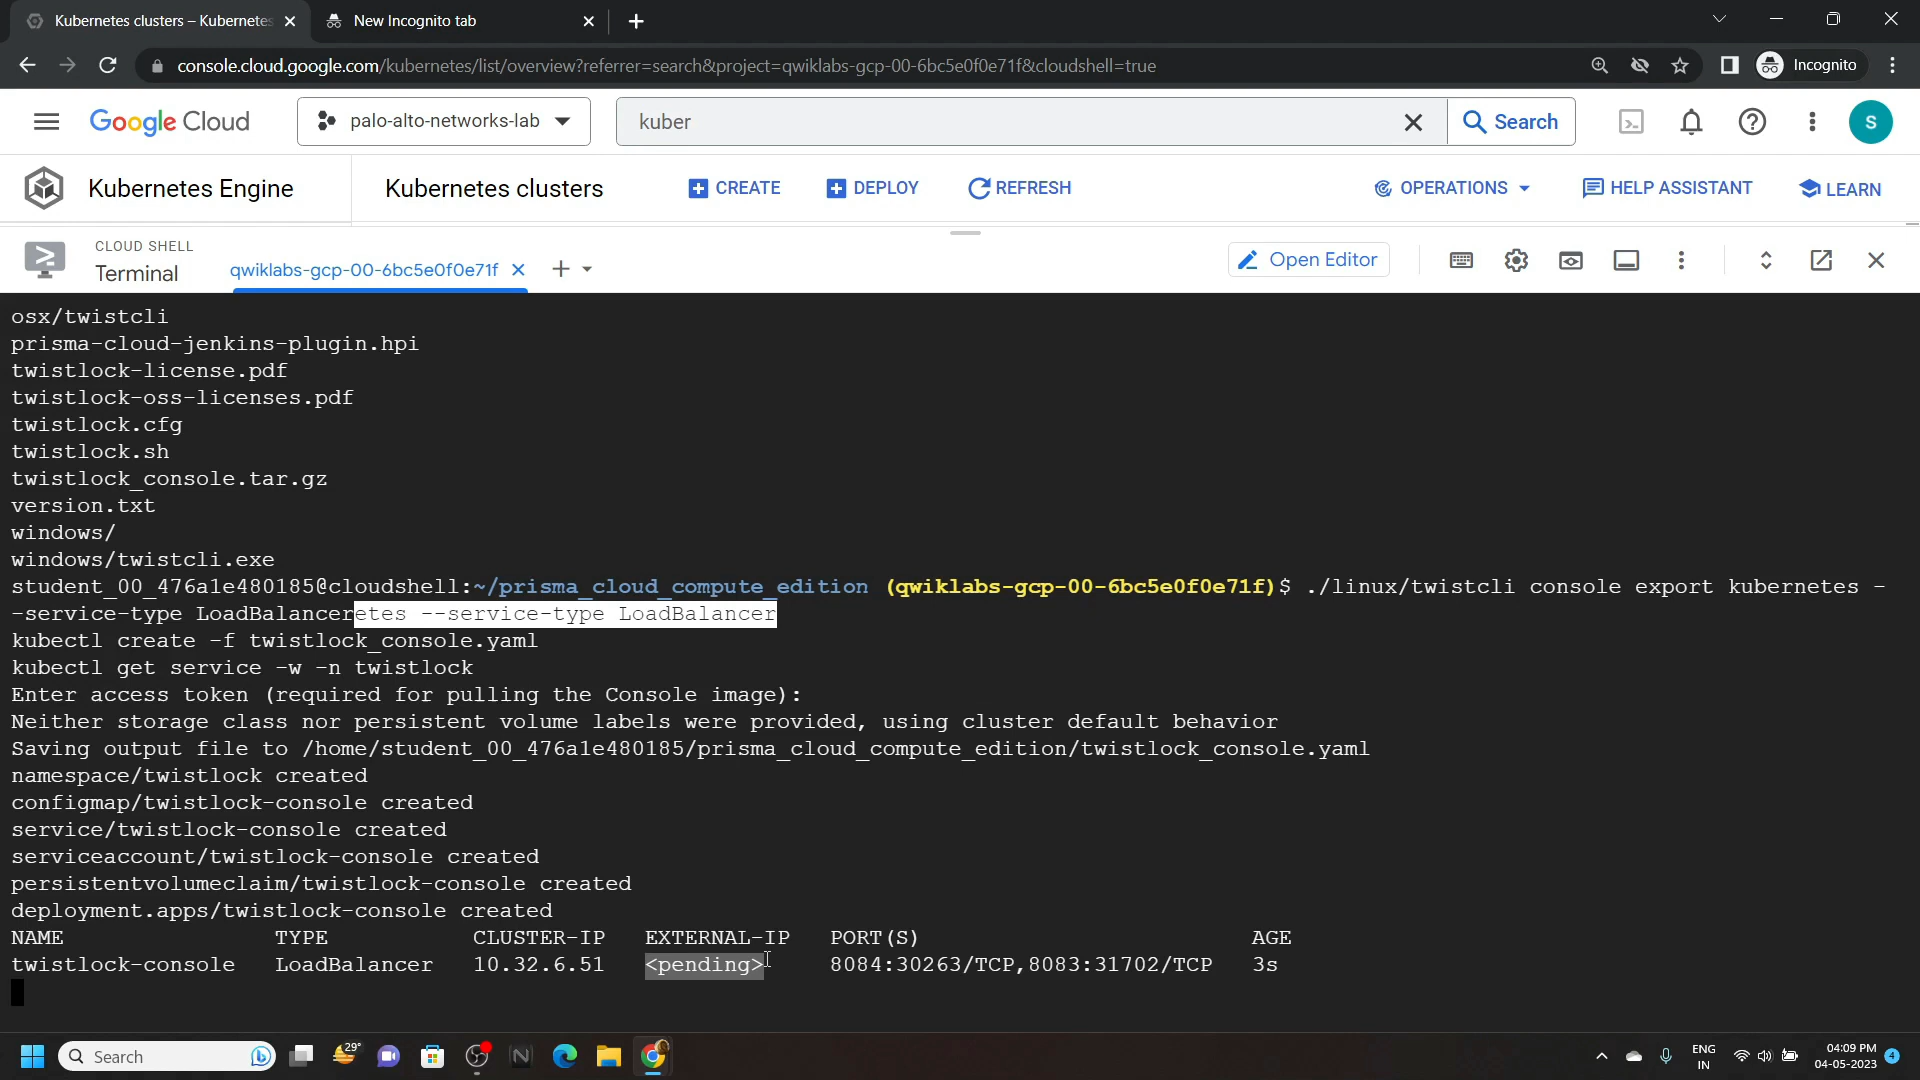 Kubernetes clusters – Kubernetes
New Incognito tab
console.cloud.google.com/kubernetes/list/overview?referrer=search&project=qwiklabs-gcp-00-6bc5e0f0e71f&cloudshell=true
Incognito
Google Cloud
palo-alto-networks-lab
kuber
Search
S
Kubernetes Engine
Kubernetes clusters
CREATE
DEPLOY
REFRESH
OPERATIONS
HELP ASSISTANT
LEARN
CLOUD SHELL
Terminal
qwiklabs-gcp-00-6bc5e0f0e71f
Open Editor
osx/twistcli
prisma-cloud-jenkins-plugin.hpi
twistlock-license.pdf
twistlock-oss-licenses.pdf
twistlock.cfg
twistlock.sh
twistlock_console.tar.gz
version.txt
windows/
windows/twistcli.exe
student_00_476a1e480185@cloudshell:~/prisma_cloud_compute_edition (qwiklabs-gcp-00-6bc5e0f0e71f)$ ./linux/twistcli console export kubernetes -
-service-type LoadBalanceretes --service-type LoadBalancer
kubectl create -f twistlock_console.yaml
kubectl get service -w -n twistlock
Enter access token (required for pulling the Console image):
Neither storage class nor persistent volume labels were provided, using cluster default behavior
Saving output file to /home/student_00_476a1e480185/prisma_cloud_compute_edition/twistlock_console.yaml
namespace/twistlock created
configmap/twistlock-console created
service/twistlock-console created
serviceaccount/twistlock-console created
persistentvolumeclaim/twistlock-console created
deployment.apps/twistlock-console created
NAME TYPE CLUSTER-IP EXTERNAL-IP PORT(S) AGE
twistlock-console LoadBalancer 10.32.6.51 <pending> 8084:30263/TCP,8083:31702/TCP 3s
Search
29°
ENG
IN
04:09 PM
04-05-2023
4